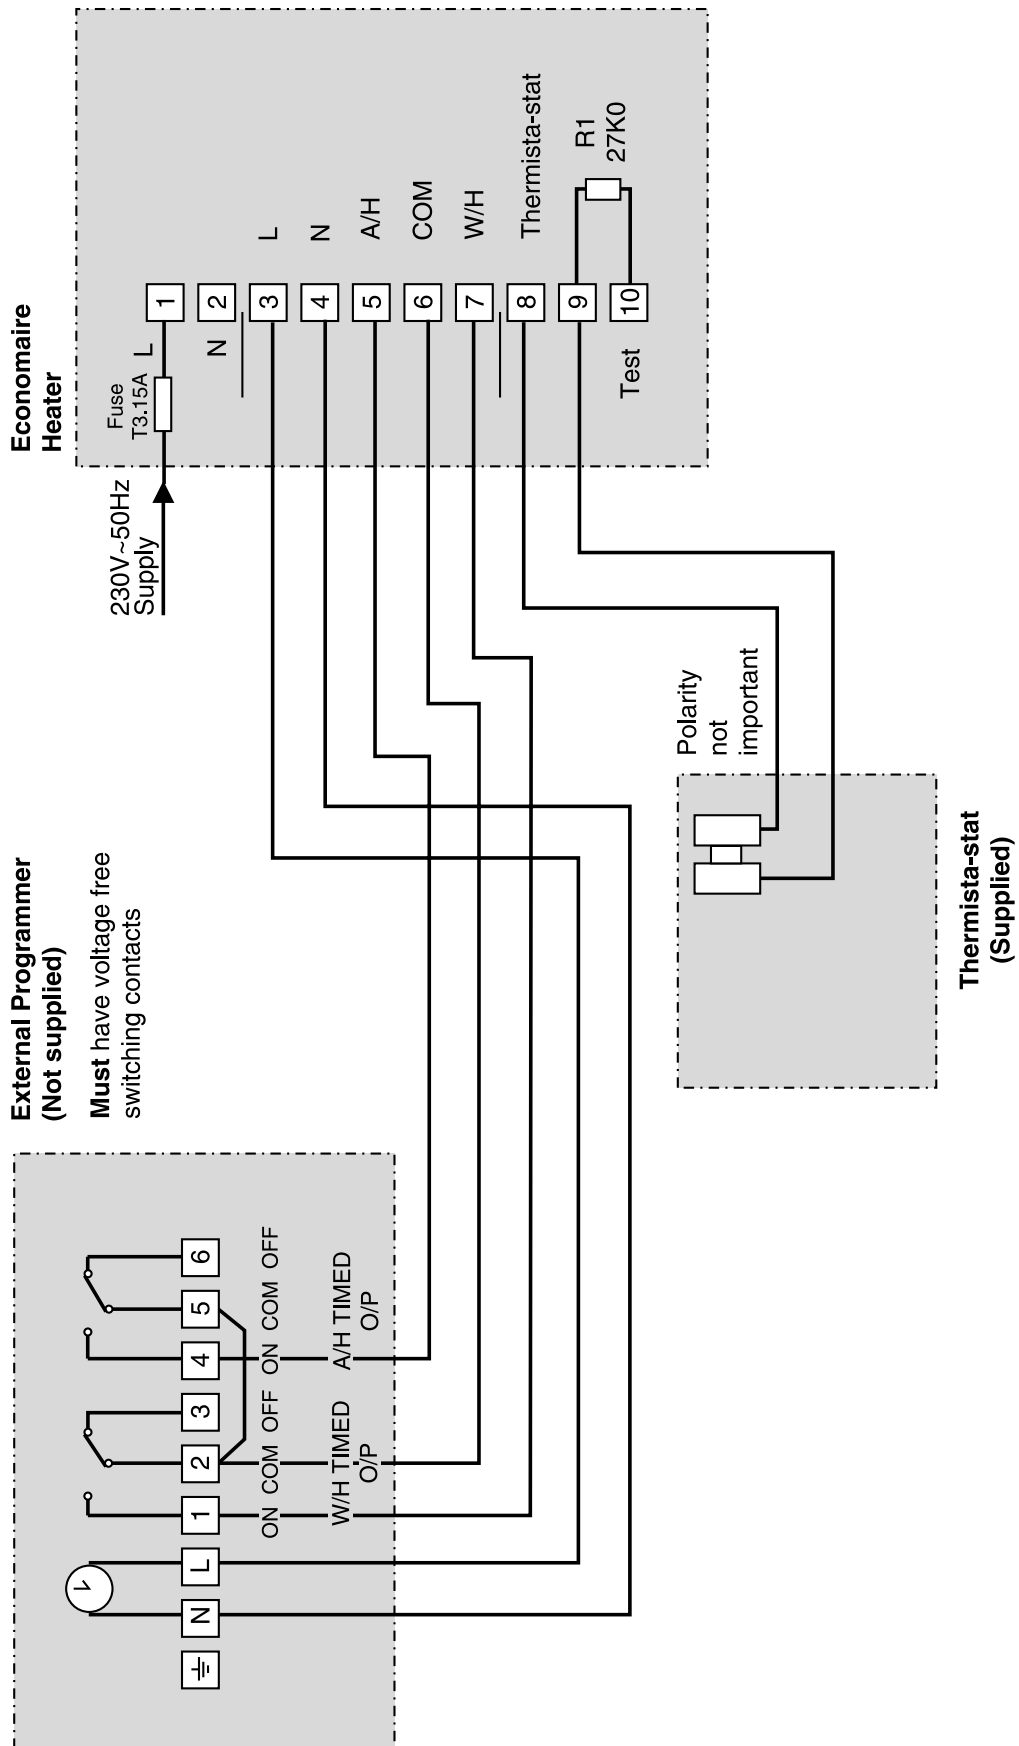 External Programmer
(Not supplied)
Must have voltage free
switching contacts
N
L
1
2
3
4
5
6
ON COM OFF
ON COM OFF
W/H TIMED
O/P
A/H TIMED
O/P
Economaire
Heater
230V~50Hz
Supply
Fuse
T3.15A
L
1
N
2
3
L
4
N
5
A/H
6
COM
7
W/H
8
Thermista-stat
9
Test
10
R1
27K0
Polarity
not
important
Thermista-stat
(Supplied)